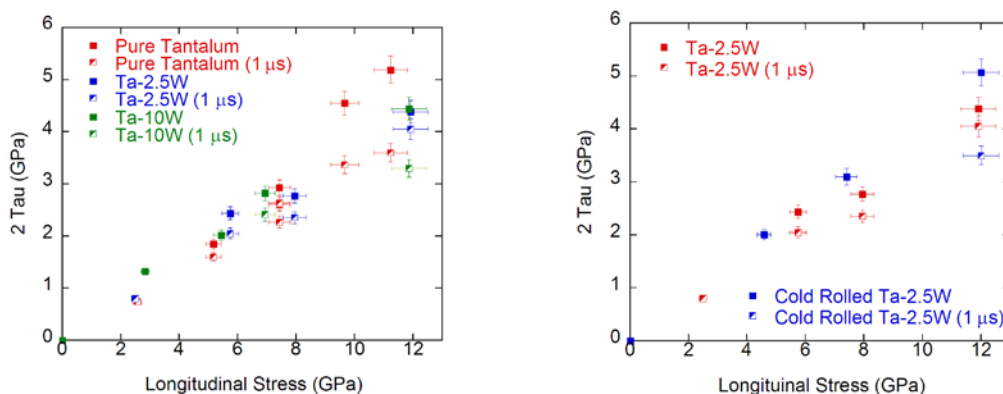 6
5
4
3
2
1
0
2 Tau (GPa)
Pure Tantalum
Pure Tantalum (1 μs)
Ta-2.5W
Ta-2.5W (1 μs)
Ta-10W
Ta-10W (1 μs)
0 2 4 6 8 10 12
Longitudinal Stress (GPa)
6
5
4
3
2
1
0
2 Tau (GPa)
Ta-2.5W
Ta-2.5W (1 μs)
Cold Rolled Ta-2.5W
Cold Rolled Ta-2.5W (1 μs)
0 2 4 6 8 10 12
Longituinal Stress (GPa)